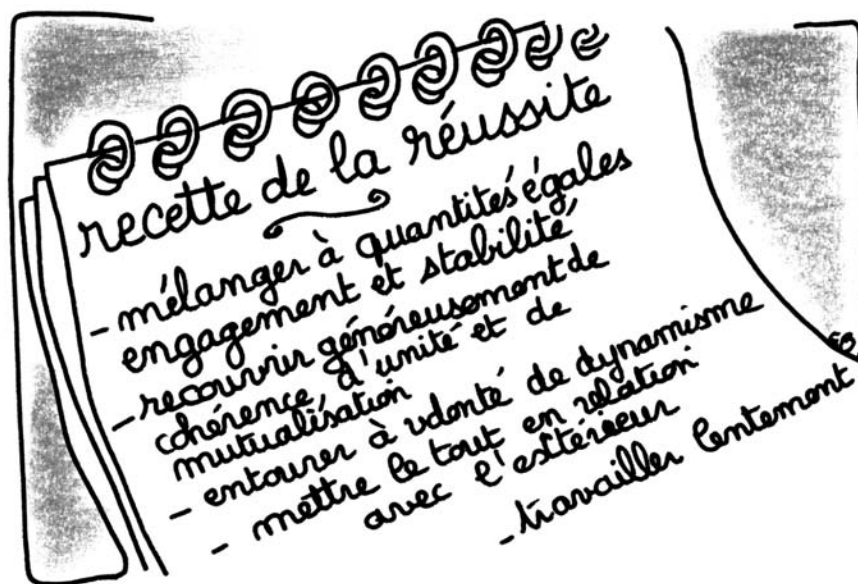 recette de la réussite
- mélanger à quantités égales
engagement et stabilité
- recouvrir généreusement de
cohérence d'unité et de
mutualisation
- entourer à volonté de dynamisme
- mettre le tout en relation
avec l'extérieur
- travailler lentement